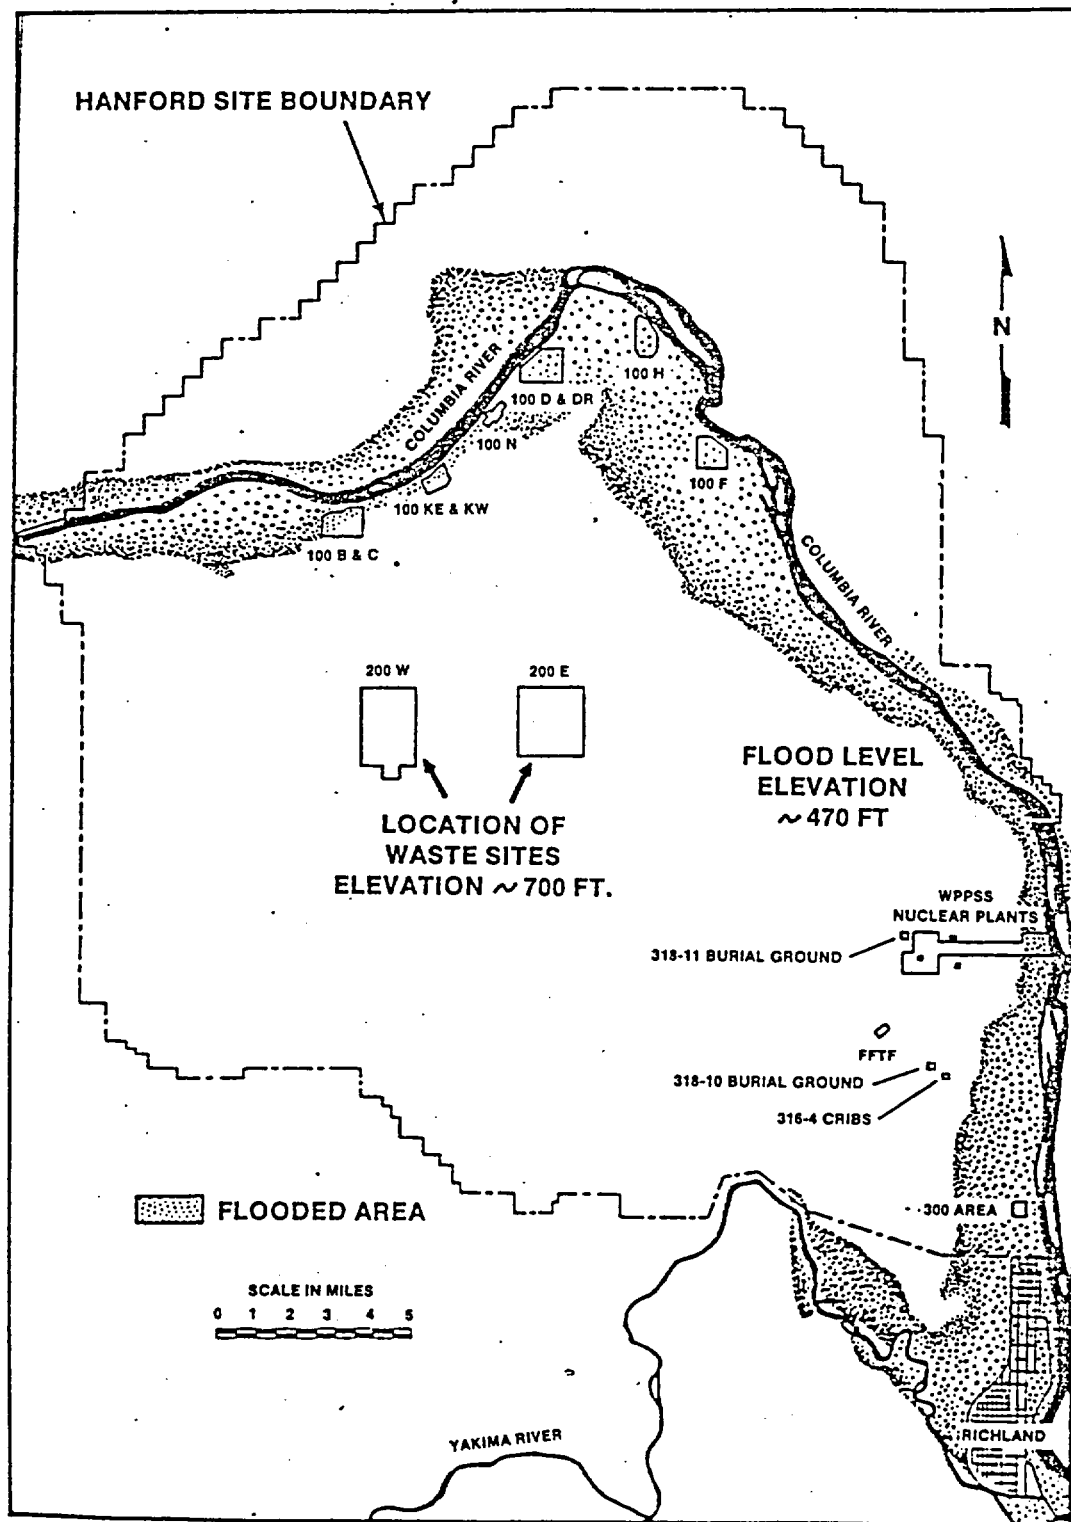 HANFORD SITE BOUNDARY
N
COLUMBIA RIVER
100 H
100 D & DR
100 N
100 F
100 KE & KW
100 B & C
COLUMBIA RIVER
200 W
200 E
FLOOD LEVEL
ELEVATION
~ 470 FT
LOCATION OF
WASTE SITES
ELEVATION ~ 700 FT.
WPPSS
NUCLEAR PLANTS
318-11 BURIAL GROUND
FFTF
318-10 BURIAL GROUND
316-4 CRIBS
FLOODED AREA
300 AREA
SCALE IN MILES
0 1 2 3 4 5
RICHLAND
YAKIMA RIVER